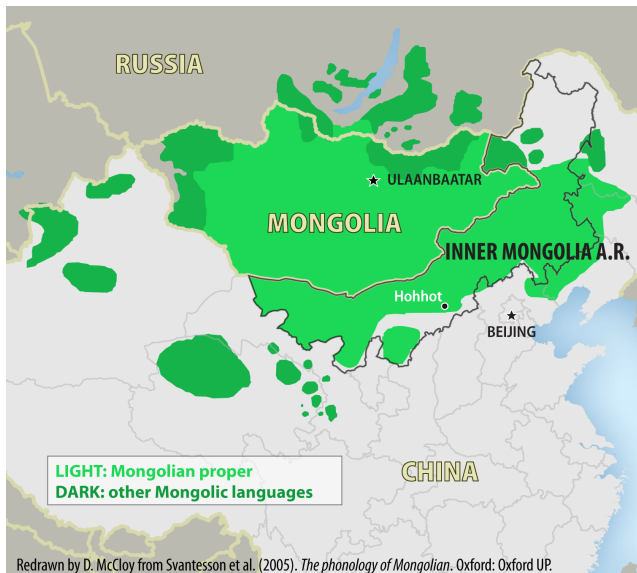 RUSSIA
ULAANBAATAR
MONGOLIA
INNER MONGOLIA A.R.
Hohhot
BEIJING
CHINA
LIGHT: Mongolian proper
DARK: other Mongolic languages
Redrawn by D. McCloy from Svantesson et al. (2005). The phonology of Mongolian. Oxford: Oxford UP.